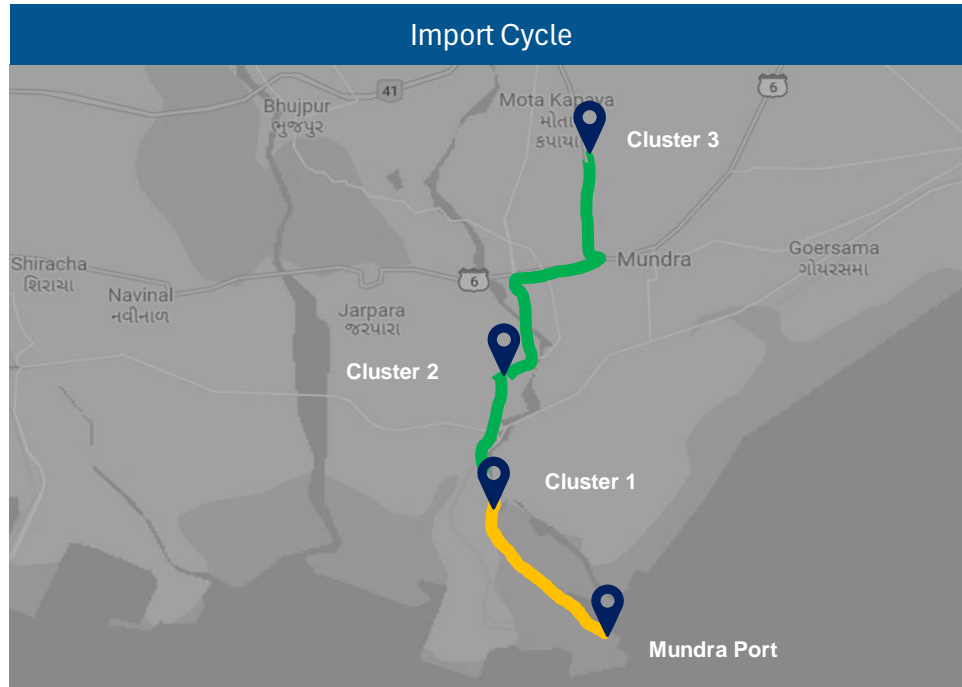 Import Cycle
41
Bhujpur
ભુજપુર
Mota Kapaya
મોતા
કપાયા
6
Cluster 3
Shiracha
શિરાચા
Navinal
નવીનાળ
6
Mundra
Goersama
ગોયરસમા
Jarpara
જરપારા
Cluster 2
Cluster 1
Mundra Port